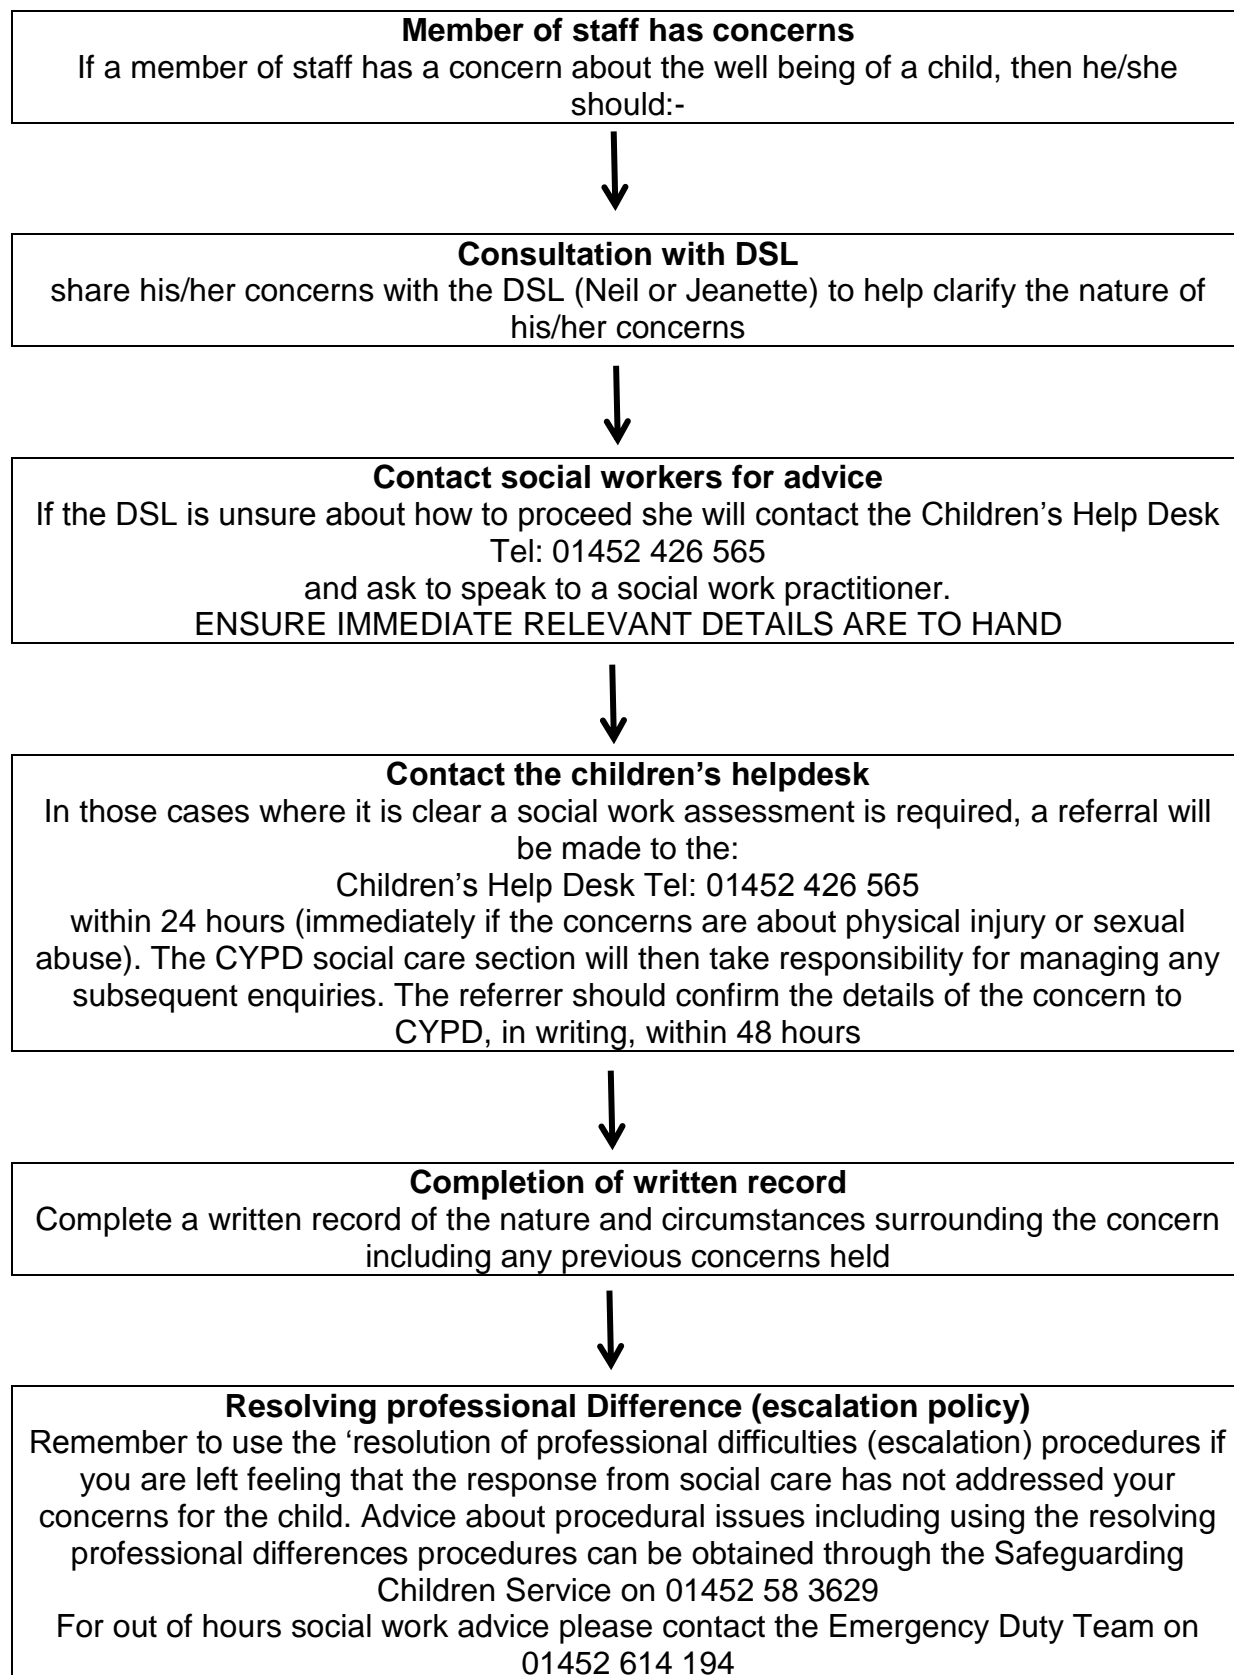 Member of staff has concerns
If a member of staff has a concern about the well being of a child, then he/she
should:-
Consultation with DSL
share his/her concerns with the DSL (Neil or Jeanette) to help clarify the nature of
his/her concerns
Contact social workers for advice
If the DSL is unsure about how to proceed she will contact the Children’s Help Desk
Tel: 01452 426 565
and ask to speak to a social work practitioner.
ENSURE IMMEDIATE RELEVANT DETAILS ARE TO HAND
Contact the children’s helpdesk
In those cases where it is clear a social work assessment is required, a referral will
be made to the:
Children’s Help Desk Tel: 01452 426 565
within 24 hours (immediately if the concerns are about physical injury or sexual
abuse). The CYPD social care section will then take responsibility for managing any
subsequent enquiries. The referrer should confirm the details of the concern to
CYPD, in writing, within 48 hours
Completion of written record
Complete a written record of the nature and circumstances surrounding the concern
including any previous concerns held
Resolving professional Difference (escalation policy)
Remember to use the ‘resolution of professional difficulties (escalation) procedures if
you are left feeling that the response from social care has not addressed your
concerns for the child. Advice about procedural issues including using the resolving
professional differences procedures can be obtained through the Safeguarding
Children Service on 01452 58 3629
For out of hours social work advice please contact the Emergency Duty Team on
01452 614 194